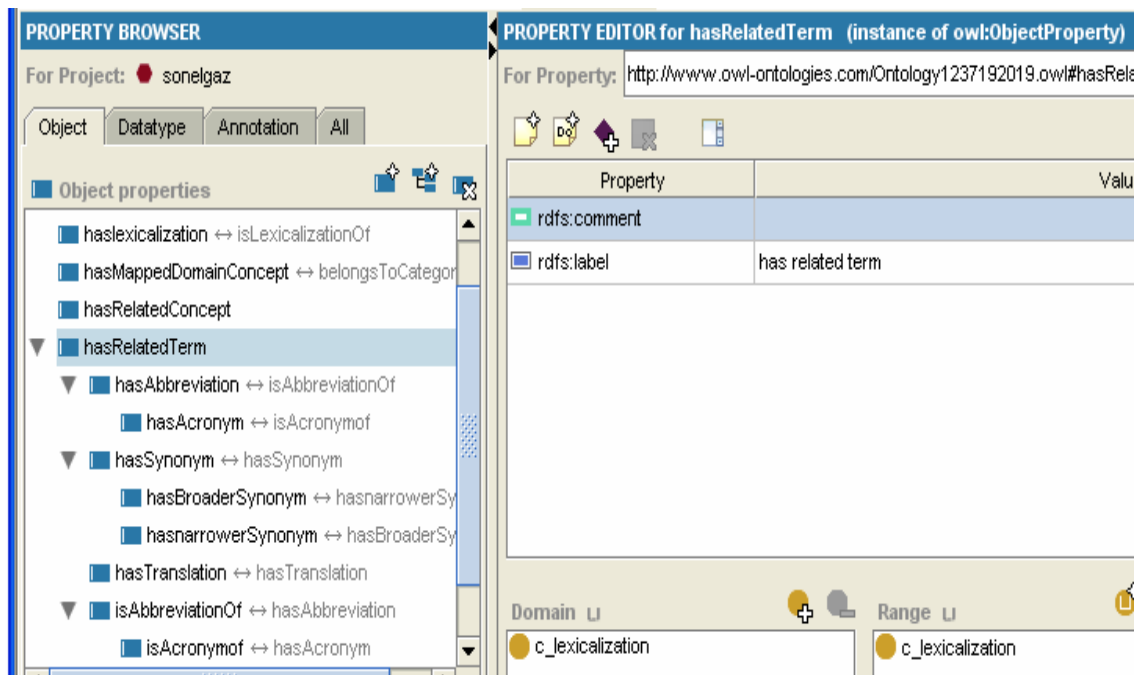 PROPERTY BROWSER
For Project: sonelgaz
Object Datatype Annotation All
Object properties
haslexicalization ↔ isLexicalizationOf
hasMappedDomainConcept ↔ belongsToCategor
hasRelatedConcept
hasRelatedTerm
hasAbbreviation ↔ isAbbreviationOf
hasAcronym ↔ isAcronymof
hasSynonym ↔ hasSynonym
hasBroaderSynonym ↔ hasnarrowerSy
hasnarrowerSynonym ↔ hasBroaderSy
hasTranslation ↔ hasTranslation
isAbbreviationOf ↔ hasAbbreviation
isAcronymof ↔ hasAcronym
PROPERTY EDITOR for hasRelatedTerm (instance of owl:ObjectProperty)
For Property: http://www.owl-ontologies.com/Ontology1237192019.owl#hasRela
Property Valu
rdfs:comment
rdfs:label has related term
Domain ⊔ Range ⊔
c_lexicalization c_lexicalization